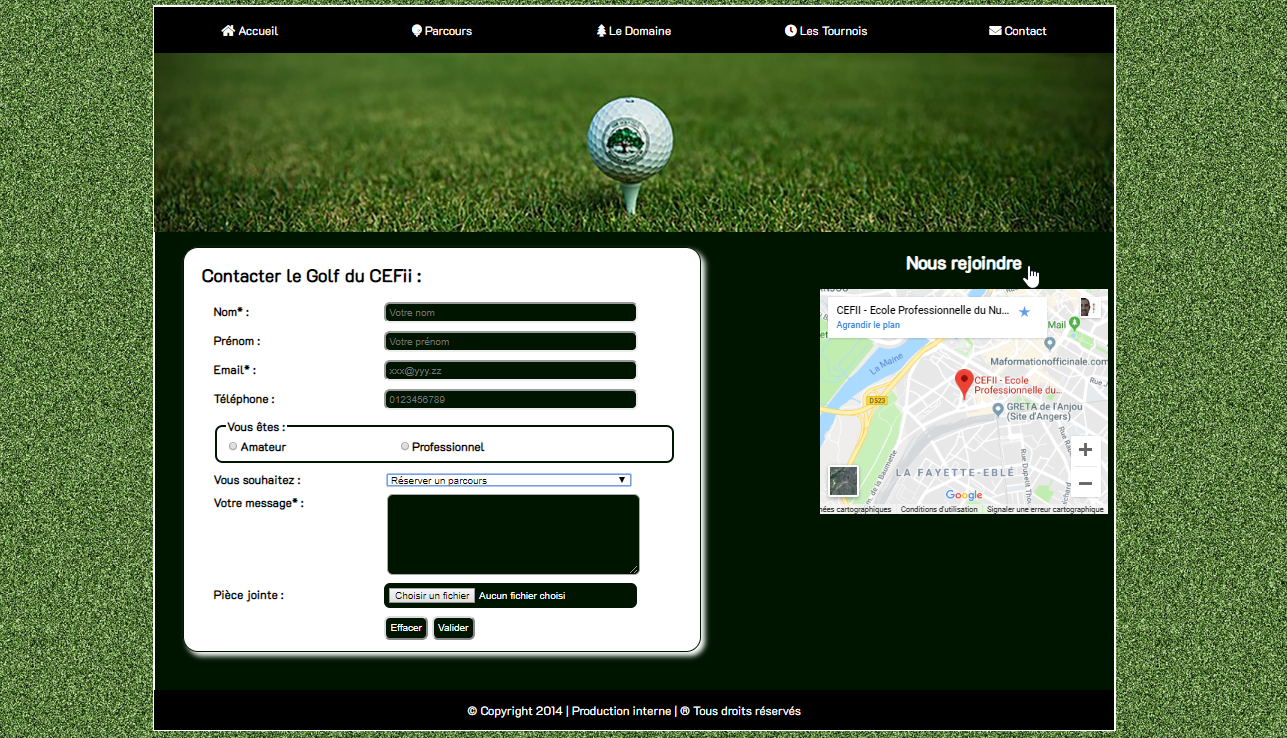 Accueil
Parcours
Le Domaine
Les Tournois
Contact
Contacter le Golf du CEFii :
Nom* :
Votre nom
Prénom :
Votre prénom
Email* :
xxx@yyy.zz
Téléphone :
0123456789
Vous êtes :
Amateur
Professionnel
Vous souhaitez :
Réserver un parcours
Votre message* :
Pièce jointe :
Choisir un fichier
Aucun fichier choisi
Effacer
Valider
Nous rejoindre
CEFII - Ecole Professionnelle du Nu...
Agrandir le plan
Mail
La Maine
Maformationofficinale.com
CEFII - Ecole
Professionnelle du...
D523
GRETA de l'Anjou
(Site d'Angers)
LA FAYETTE-EBLÉ
Google
cartographiques
Conditions d'utilisation
Signaler une erreur cartographique
© Copyright 2014 | Production interne | ® Tous droits réservés